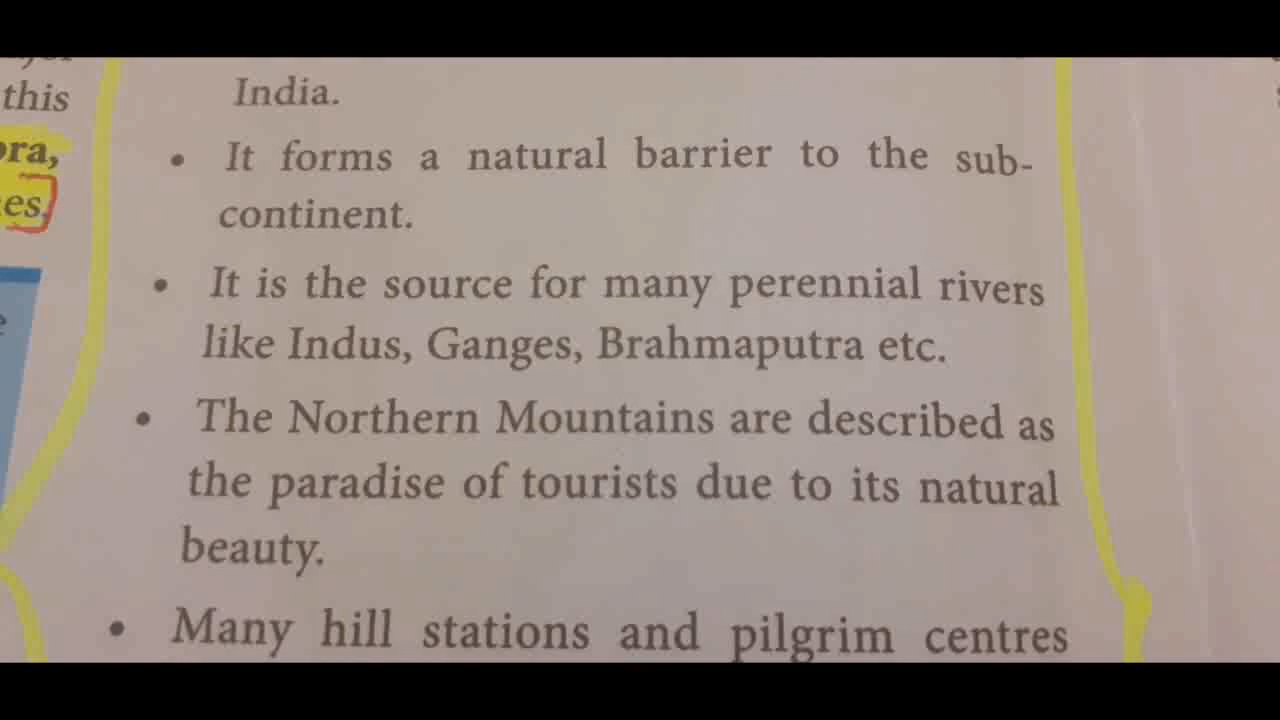 this
es.
India.
• It forms a natural barrier to the sub-
continent.
• It is the source for many perennial rivers
like Indus, Ganges, Brahmaputra etc.
• The Northern Mountains are described as
the paradise of tourists due to its natural
beauty.
• Many hill stations and pilgrim centres